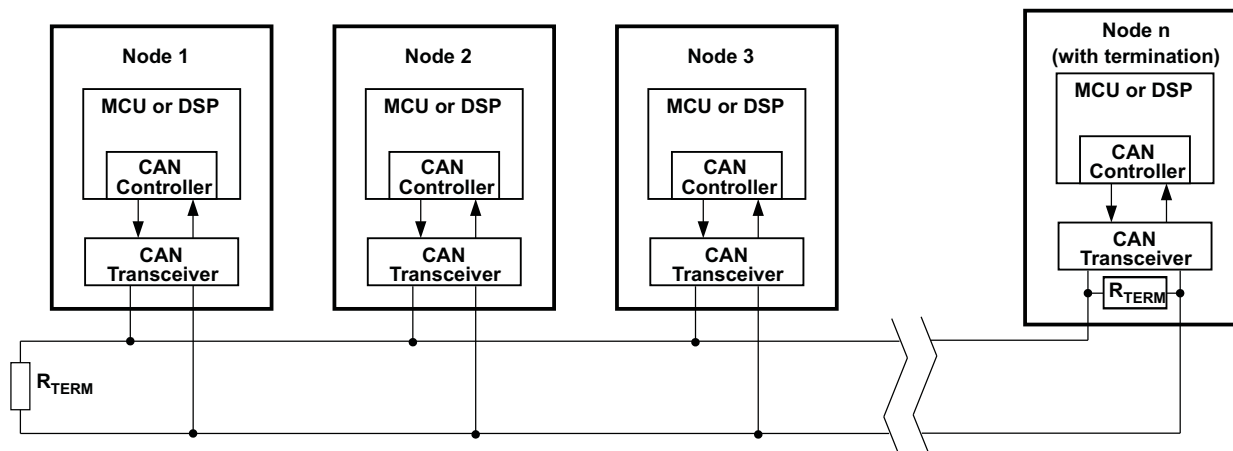 Node 1
MCU or DSP
CAN
Controller
CAN
Transceiver
Node 2
MCU or DSP
CAN
Controller
CAN
Transceiver
Node 3
MCU or DSP
CAN
Controller
CAN
Transceiver
Node n
(with termination)
MCU or DSP
CAN
Controller
CAN
Transceiver
RTERM
RTERM